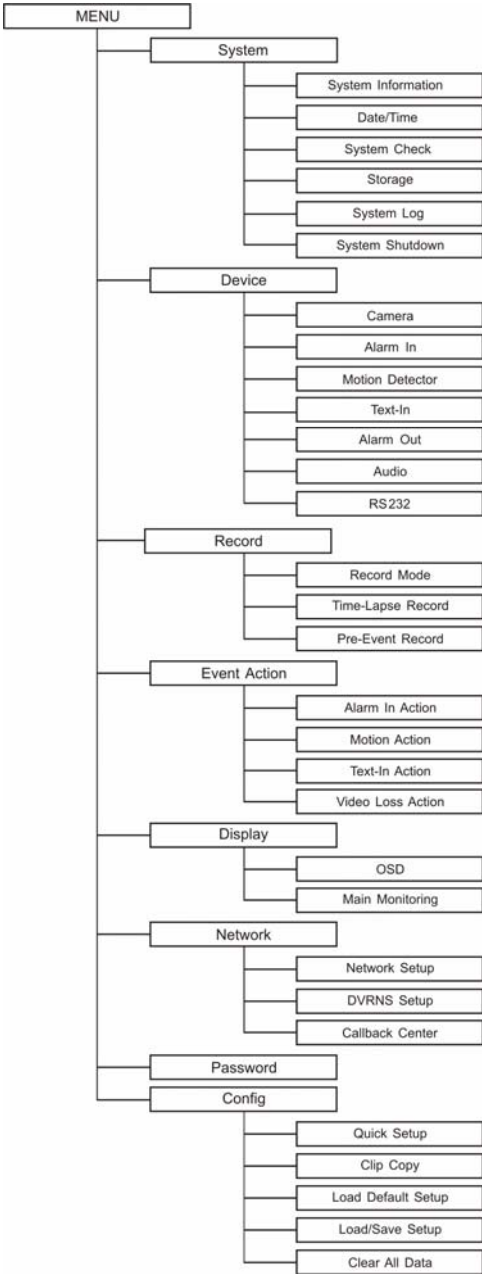 MENU
System
System Information
Date/Time
System Check
Storage
System Log
System Shutdown
Device
Camera
Alarm In
Motion Detector
Text-In
Alarm Out
Audio
RS232
Record
Record Mode
Time-Lapse Record
Pre-Event Record
Event Action
Alarm In Action
Motion Action
Text-In Action
Video Loss Action
Display
OSD
Main Monitoring
Network
Network Setup
DVRNS Setup
Callback Center
Password
Config
Quick Setup
Clip Copy
Load Default Setup
Load/Save Setup
Clear All Data